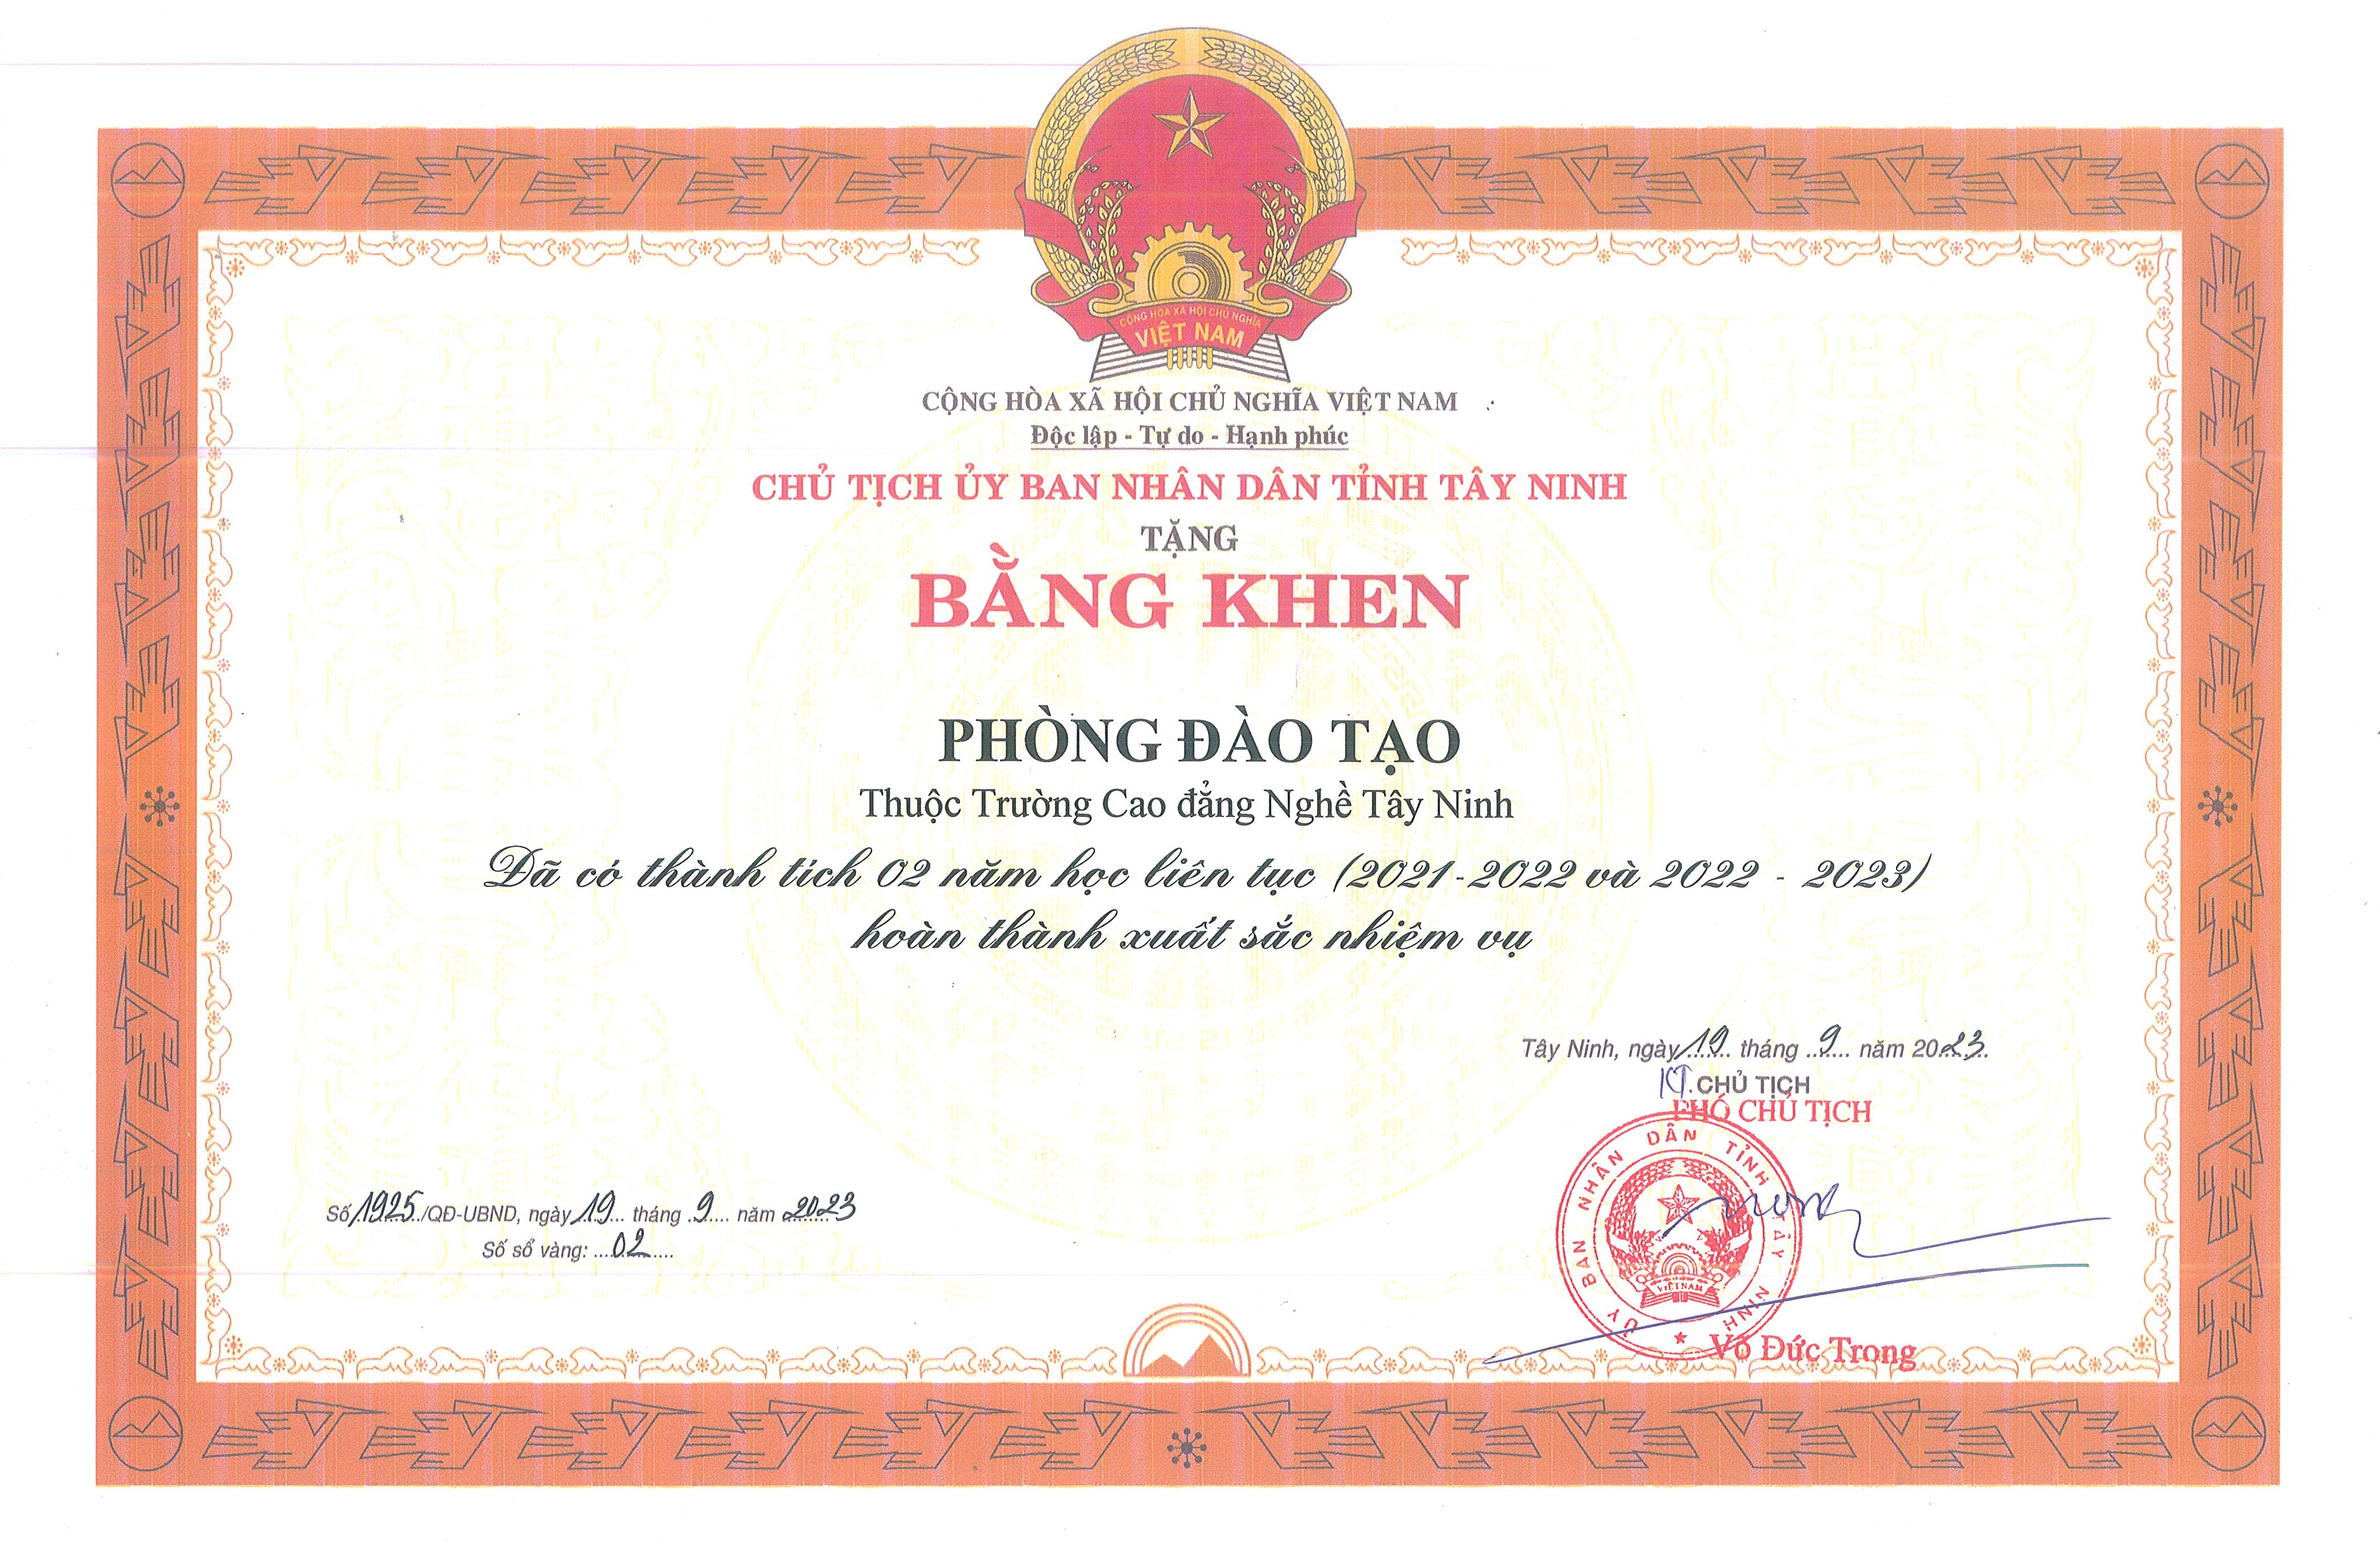 CỘNG HÒA XÃ HỘI CHỦ NGHĨA
VIỆT NAM
CỘNG HÒA XÃ HỘI CHỦ NGHĨA VIỆT NAM
Độc lập - Tự do - Hạnh phúc
CHỦ TỊCH ỦY BAN NHÂN DÂN TỈNH TÂY NINH
TẶNG
BẰNG KHEN
PHÒNG ĐÀO TẠO
Thuộc Trường Cao đẳng Nghề Tây Ninh
Đã có thành tích 02 năm học liên tục (2021-2022 và 2022 - 2023)
hoàn thành xuất sắc nhiệm vụ
Tây Ninh, ngày 19 tháng 9 năm 2023.
KT. CHỦ TỊCH
PHÓ CHỦ TỊCH
ỦY BAN NHÂN DÂN TỈNH TÂY NINH
VIỆT NAM
Võ Đức Trong
Số 1925/QĐ-UBND, ngày 19 tháng 9 năm 2023
Số sổ vàng: 02